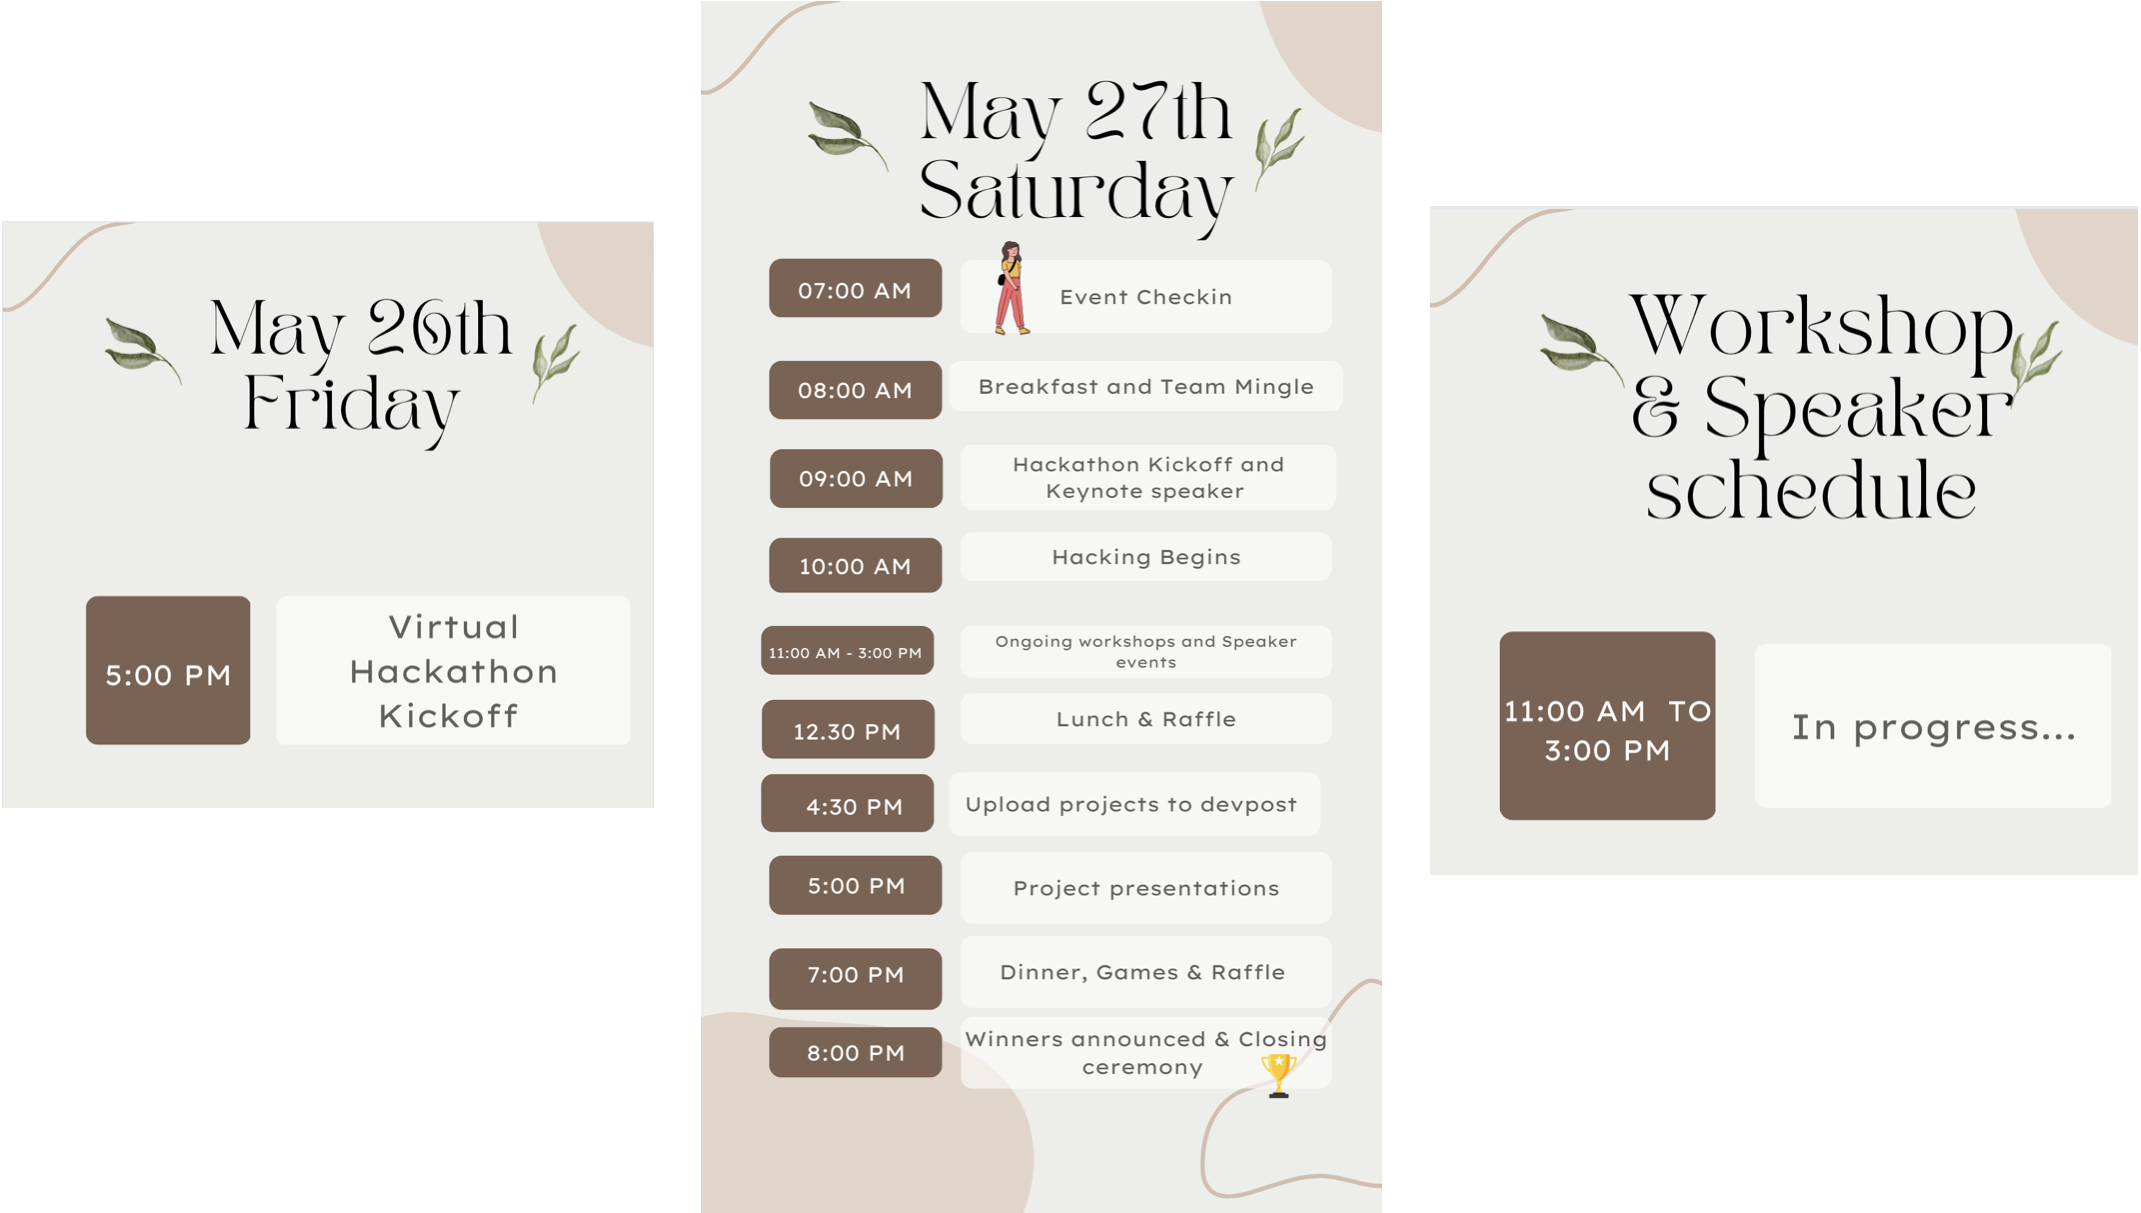 May 26th
Friday
5:00 PM
Virtual
Hackathon
Kickoff
May 27th
Saturday
07:00 AM
Event Checkin
08:00 AM
Breakfast and Team Mingle
09:00 AM
Hackathon Kickoff and
Keynote speaker
10:00 AM
Hacking Begins
11:00 AM - 3:00 PM
Ongoing workshops and Speaker
events
12.30 PM
Lunch & Raffle
4:30 PM
Upload projects to devpost
5:00 PM
Project presentations
7:00 PM
Dinner, Games & Raffle
8:00 PM
Winners announced & Closing
ceremony
Workshop
& Speaker
schedule
11:00 AM TO
3:00 PM
In progress...